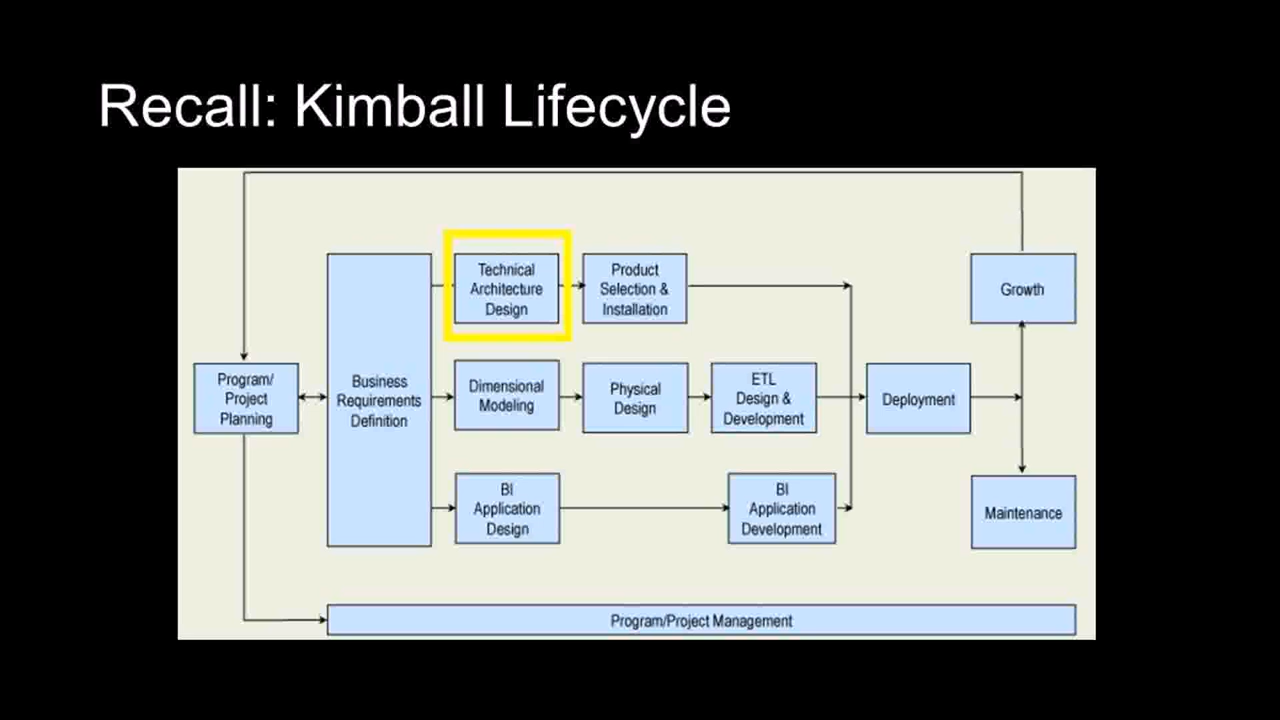 Recall: Kimball Lifecycle
Technical
Architecture
Design
Product
Selection &
Installation
Growth
Program/
Project
Planning
Business
Requirements
Definition
Dimensional
Modeling
Physical
Design
ETL
Design &
Development
Deployment
BI
Application
Design
BI
Application
Development
Maintenance
Program/Project Management